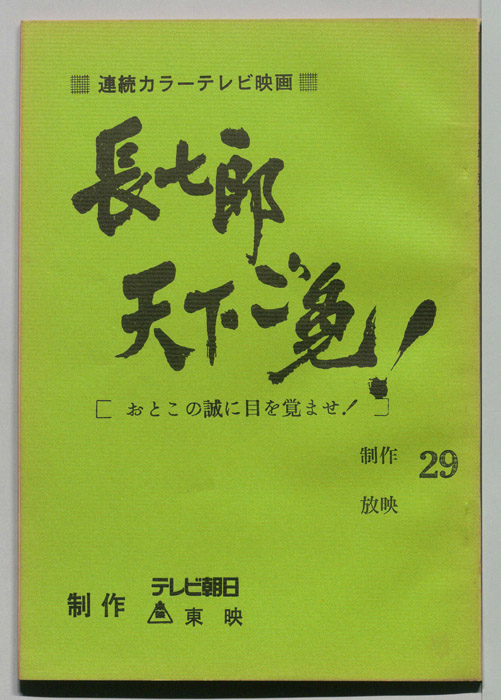 連続カラーテレビ映画
長七郎
天下ご免!
[ おとこの誠に目を覚ませ! ]
制作 29
放映
制作 テレビ朝日
東映